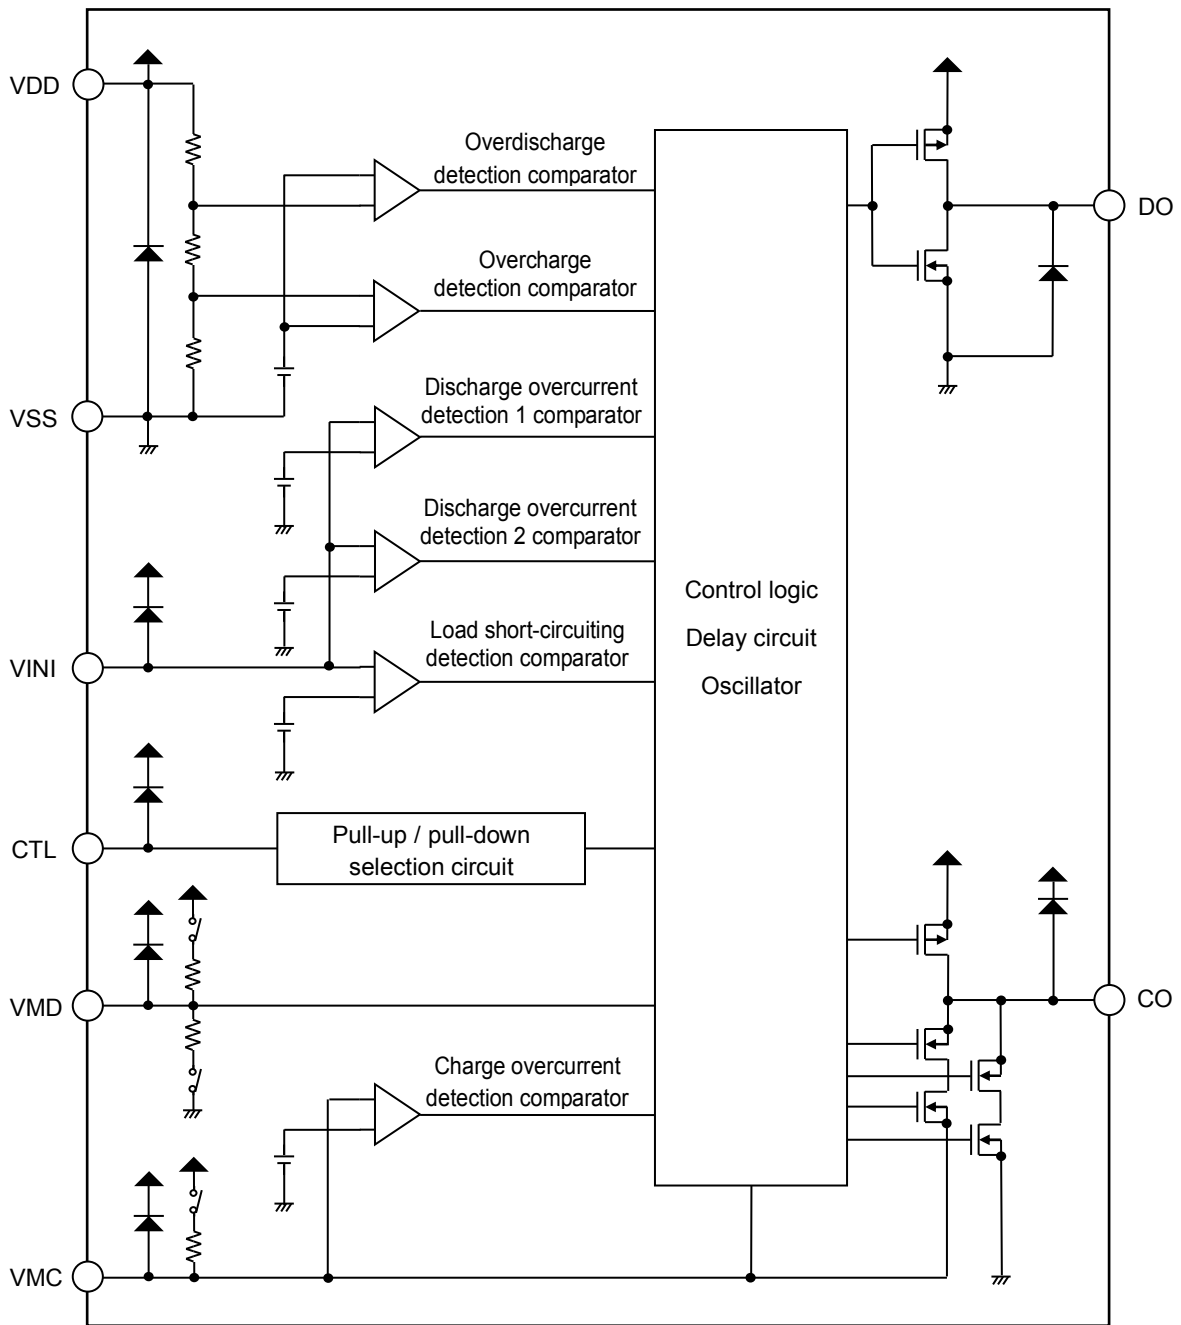 VDD
Overdischarge
detection comparator
DO
Overcharge
detection comparator
VSS
Discharge overcurrent
detection 1 comparator
Discharge overcurrent
detection 2 comparator
Control logic
Delay circuit
Oscillator
VINI
Load short-circuiting
detection comparator
CTL
Pull-up / pull-down
selection circuit
VMD
CO
Charge overcurrent
detection comparator
VMC